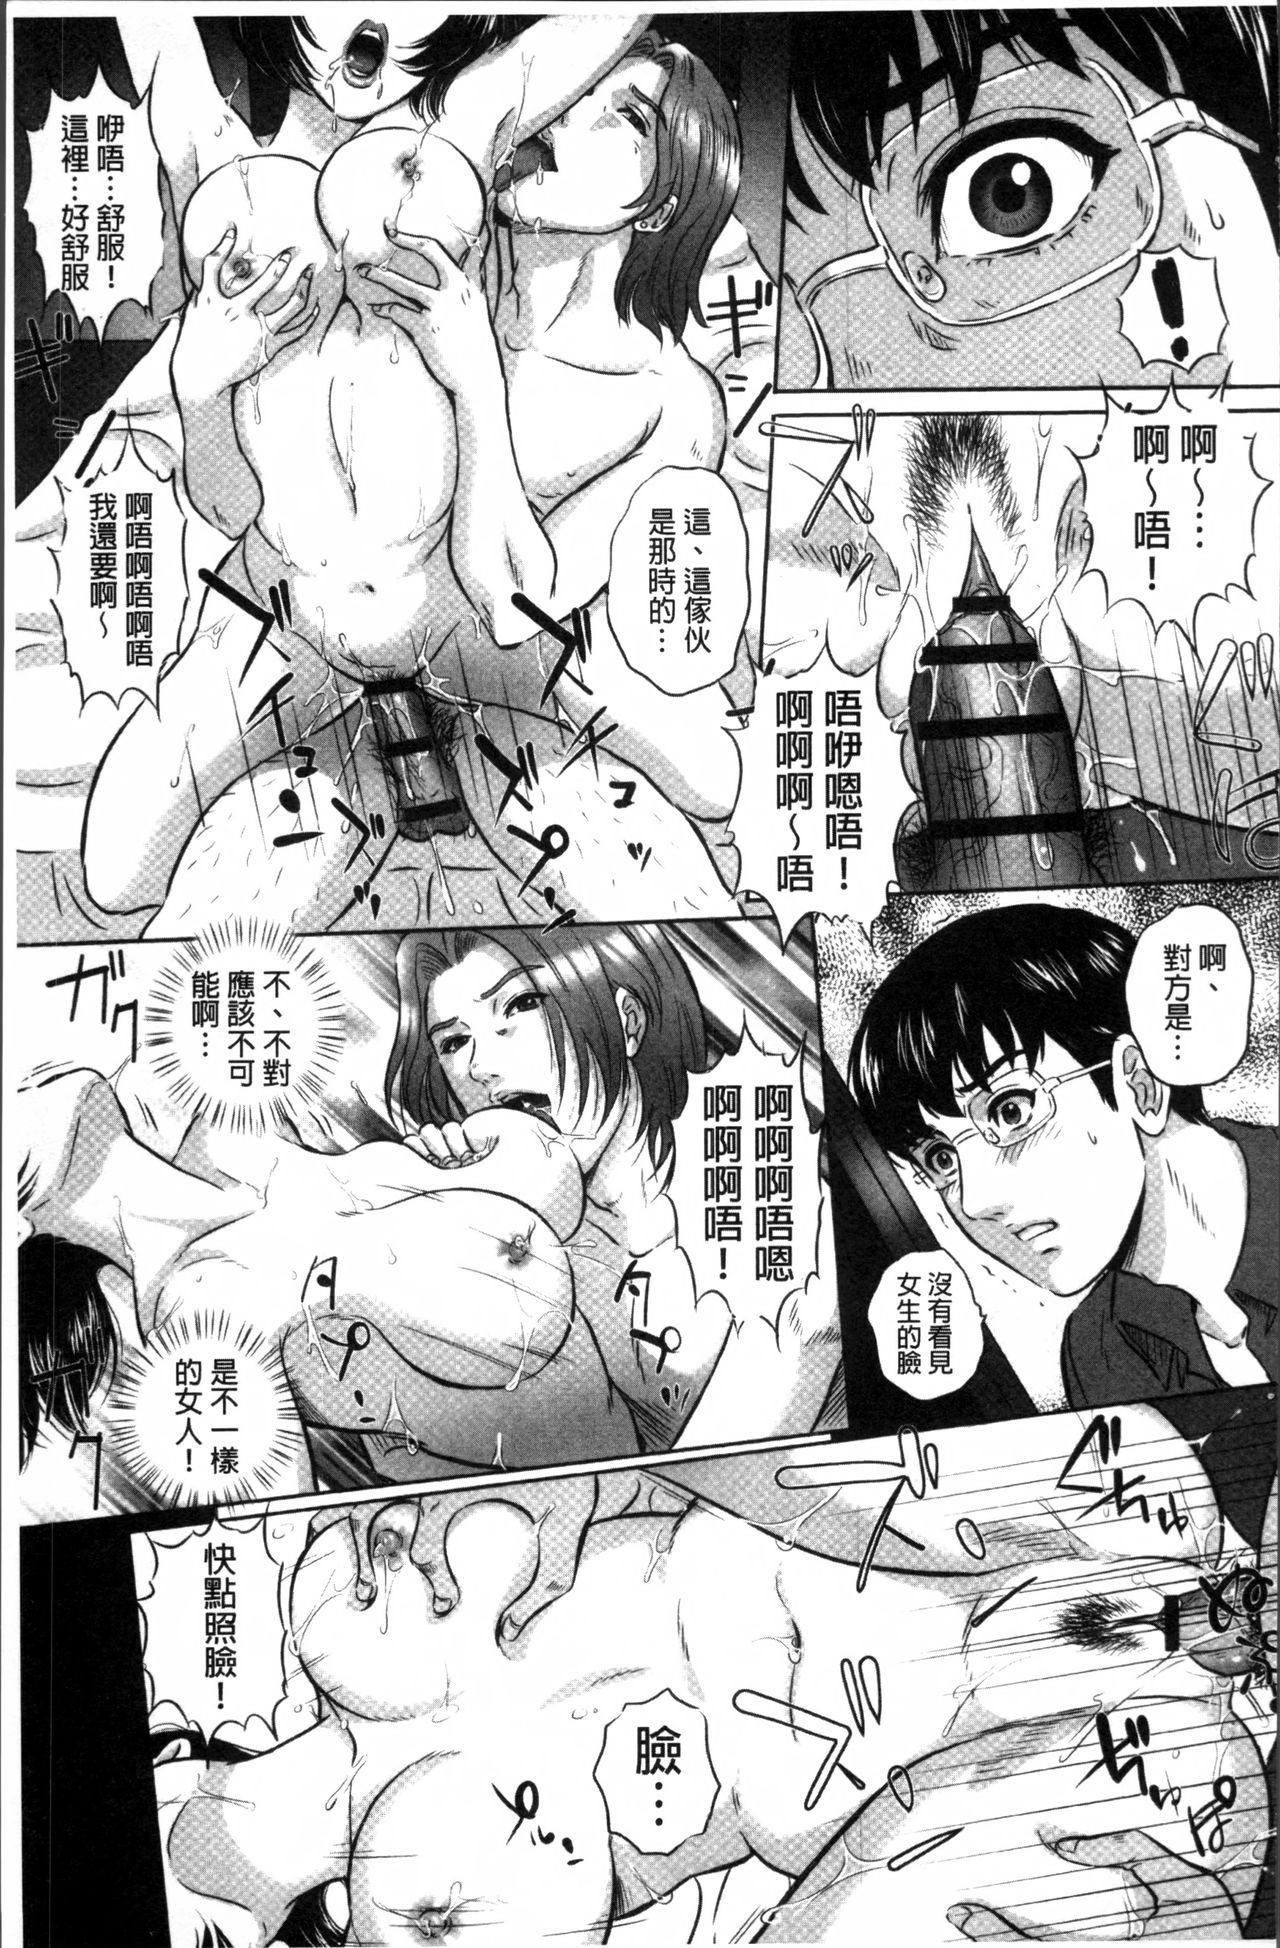 ！
啊～…
啊～唔！
唔咿嗯唔！
啊啊啊～唔
咿唔…舒服！
這裡…好舒服
啊唔啊唔啊唔
我還要啊～
這、這傢伙
是那時的…
啊、
對方是…
沒有看見
女生的臉
啊啊啊唔嗯
啊啊啊唔！
不、不對
應該不可
能啊…
是不一樣
的女人！
臉…
快點照臉！